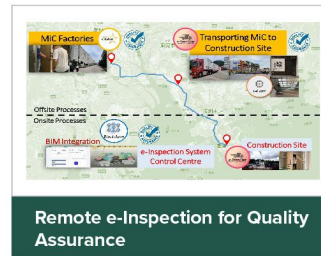 MiC Factories
Transporting MiC to
Construction Site
Offsite Processes
Onsite Processes
BIM Integration
e-Inspection System
Control Centre
Construction Site
Remote e-Inspection for Quality
Assurance